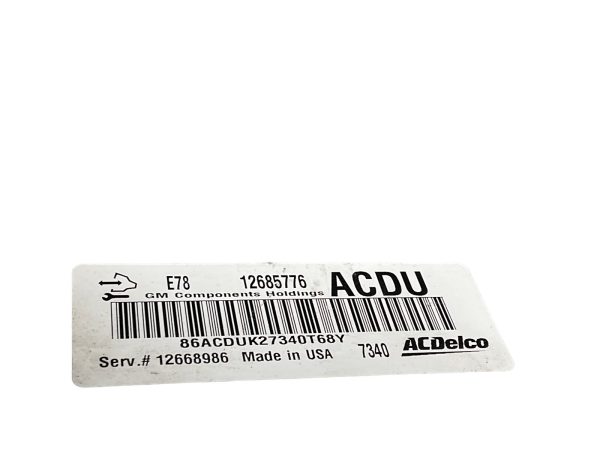 E78 12685776 ACDU
GM Components Holdings
86ACDUK27340T68Y
Serv.# 12668986 Made in USA 7340 ACDelco